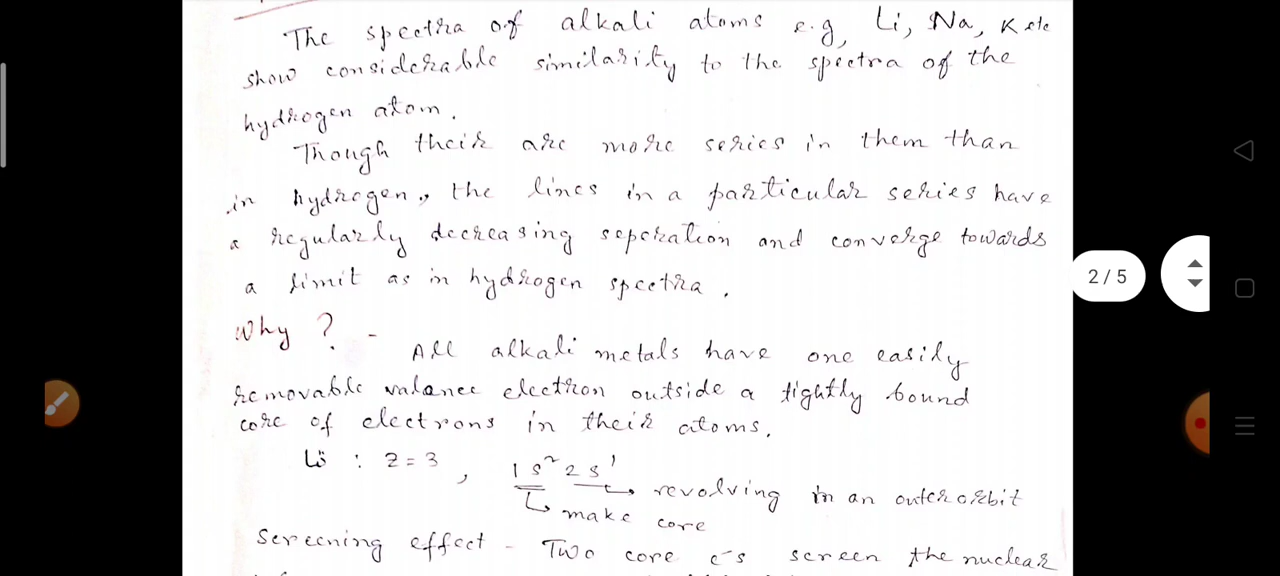 The spectra of alkali atoms e.g, Li, Na, K etc
show considerable similarity to the spectra of the
hydrogen atom.
Though their are more series in them than
in hydrogen, the lines in a particular series have
a regularly decreasing seperation and converge towards
a limit as in hydrogen spectra.
Why? -
All alkali metals have one easily
removable valance electron outside a tightly bound
core of electrons in their atoms.
2/5
Li : Z=3, 1s² 2s¹
revolving in an outer orbit
make core
Screening effect - Two core e⁻s screen the nuclear